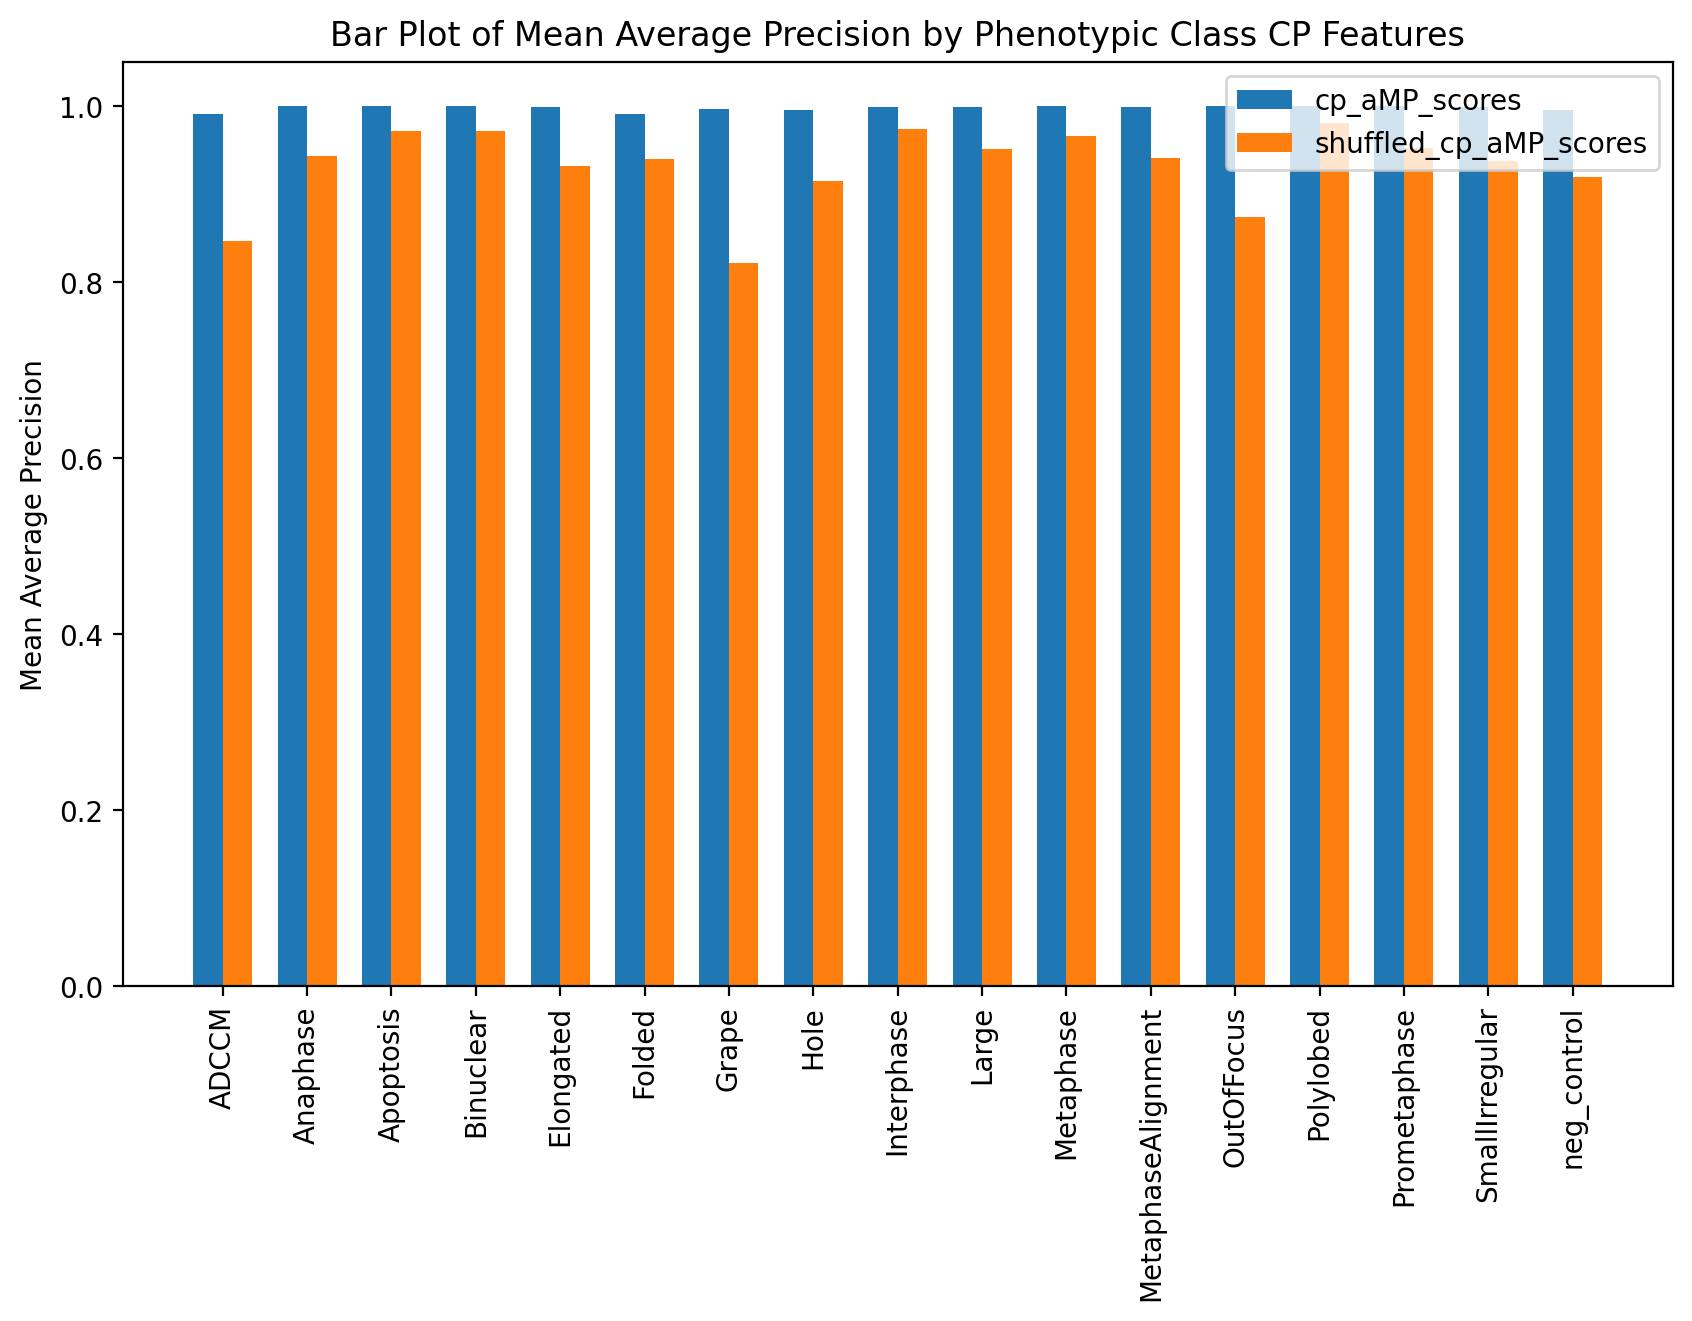 Bar Plot of Mean Average Precision by Phenotypic Class CP Features
cp_aMP_scores
shuffled_cp_aMP_scores
Mean Average Precision
1.0
0.8
0.6
0.4
0.2
0.0
ADCCM
Anaphase
Apoptosis
Binuclear
Elongated
Folded
Grape
Hole
Interphase
Large
Metaphase
MetaphaseAlignment
OutOfFocus
Polylobed
Prometaphase
SmallIrregular
neg_control